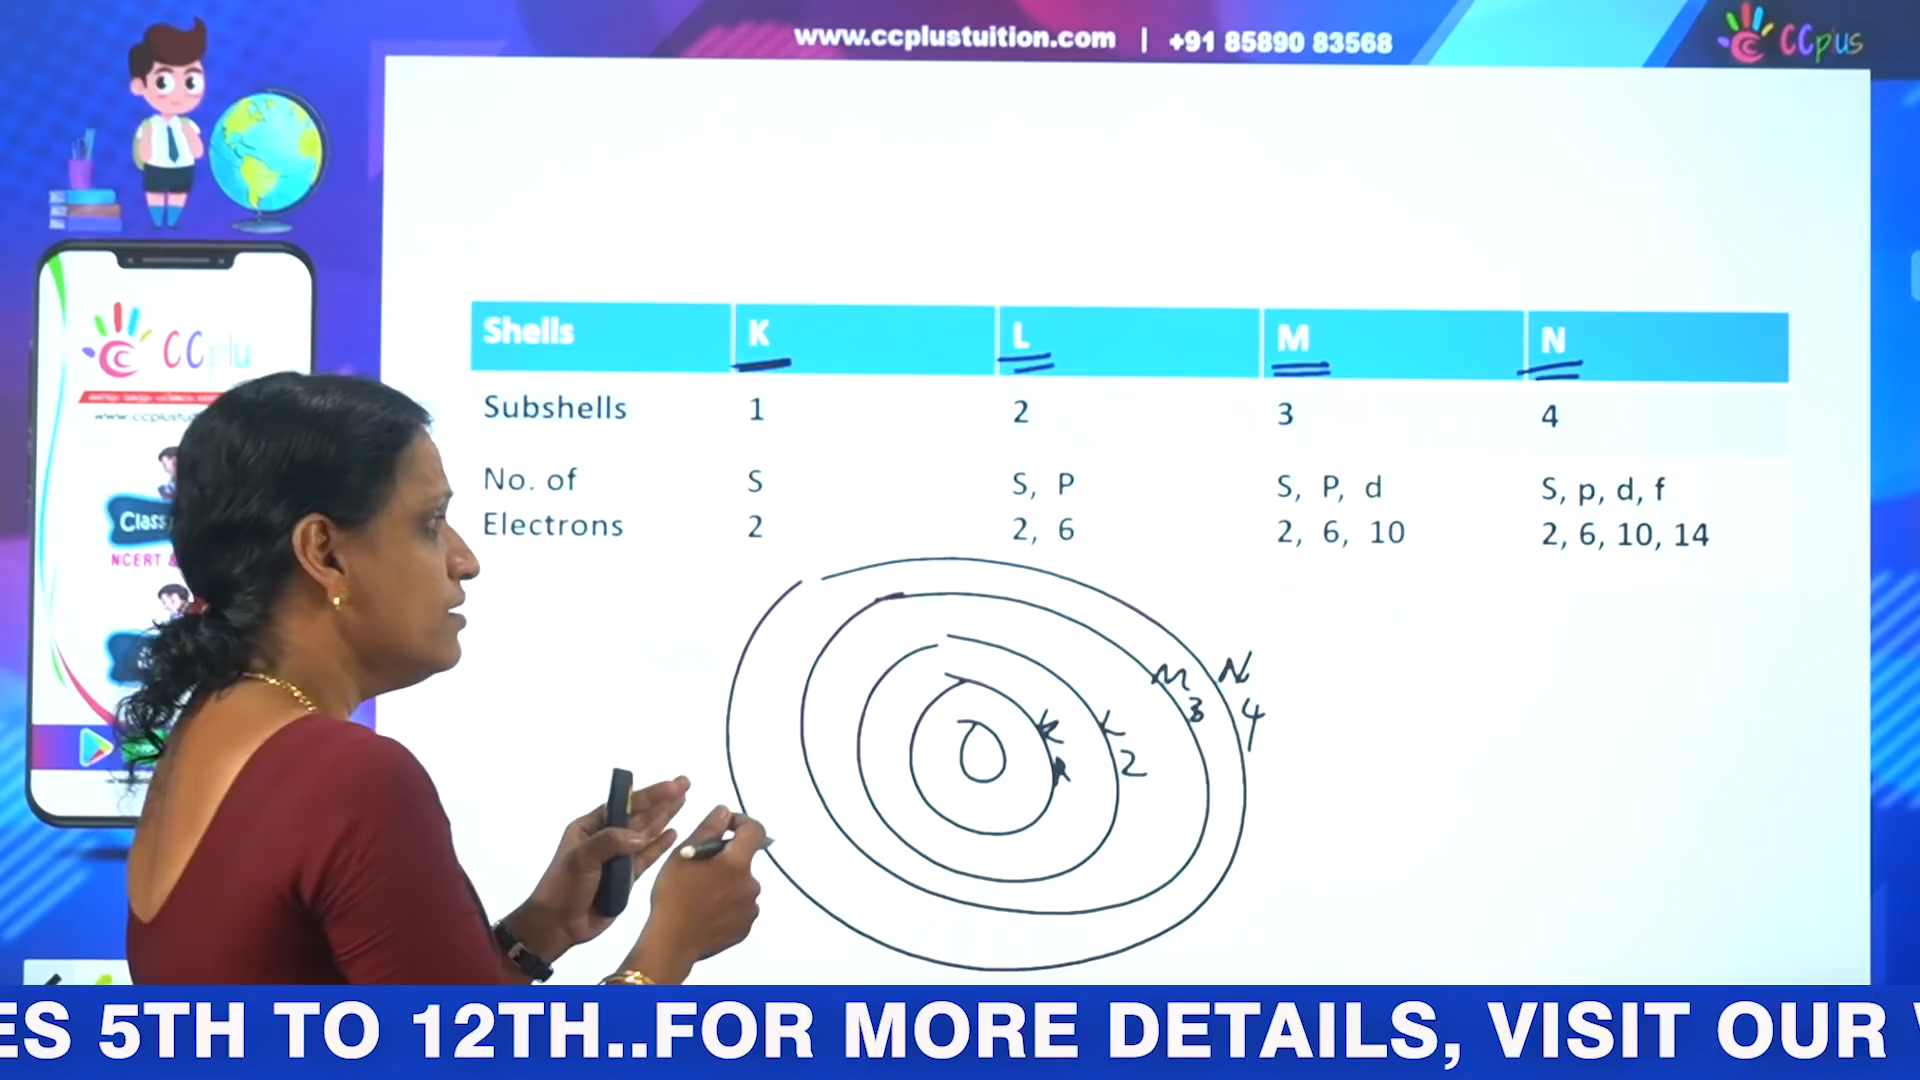 www.ccplustuition.com | +91 85890 83568
CCplus
CCplu
www.ccplustu
Class
NCERT &
Shells K L M N
Subshells 1 2 3 4
No. of S S, P S, P, d S, p, d, f
Electrons 2 2, 6 2, 6, 10 2, 6, 10, 14
K L M N
2 3 4
ES 5TH TO 12TH..FOR MORE DETAILS, VISIT OUR